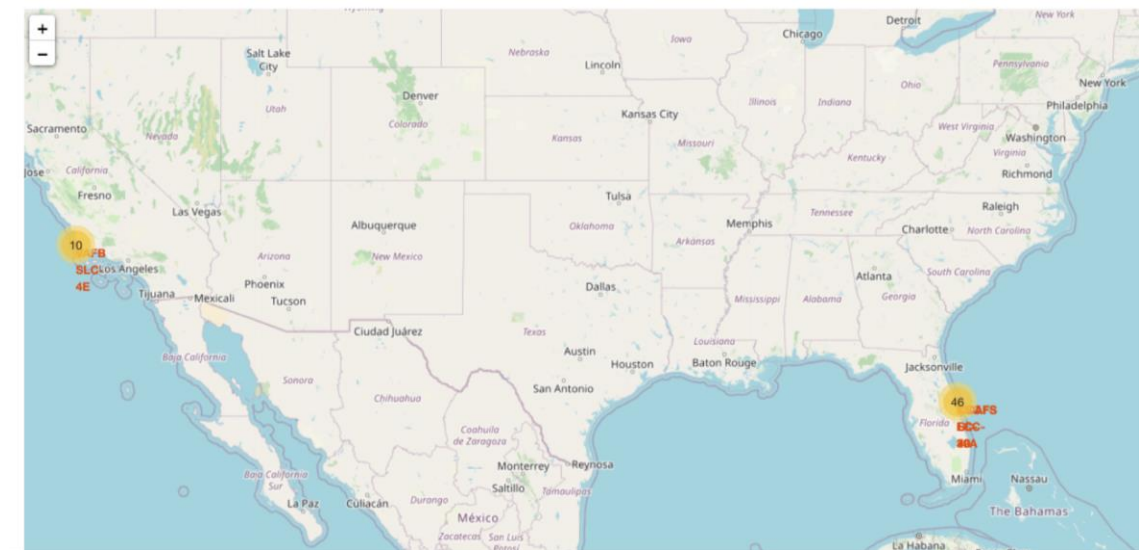 +
New York
Detroit
Chicago
Iowa
Salt Lake
City
Nebraska
Pennsylvania
Lincoln
New York
Ohio
Denver
Illinois
Indiana
Philadelphia
Utah
Kansas City
Colorado
Sacramento
West Virginia
Nevada
Kansas
Missouri
Washington
Virginia
Kentucky
Jose
California
Richmond
Fresno
Tulsa
Raleigh
Las Vegas
Tennessee
Albuquerque
Oklahoma
Memphis
Charlotte
North Carolina
10
Arkansas
Arizona
New Mexico
SLC-
Los Angeles
South Carolina
4E
Atlanta
Phoenix
Dallas
Tijuana
Mexicali
Tucson
Mississippi
Alabama
Georgia
Ciudad Juárez
Texas
Louisiana
Austin
Baja California
Houston
Baton Rouge
Jacksonville
Sonora
San Antonio
Chihuahua
46
Florida
Coahuila
de Zaragoza
Monterrey
Reynosa
Baja California
Sur
Miami
Nassau
Saltillo
Tamaulipas
La Paz
Culiacán
Durango
The Bahamas
México
Zacatecas
San Luis
La Habana